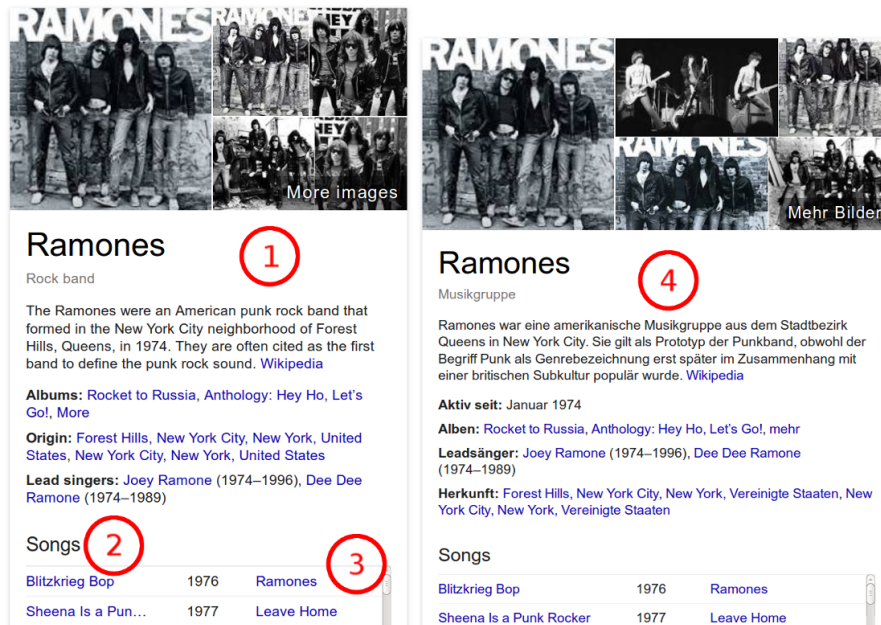 RAMONES
RAMONES
HEY
HEY
More images
Ramones
1
Rock band
The Ramones were an American punk rock band that
formed in the New York City neighborhood of Forest
Hills, Queens, in 1974. They are often cited as the first
band to define the punk rock sound. Wikipedia
Albums: Rocket to Russia, Anthology: Hey Ho, Let's
Go!, More
Origin: Forest Hills, New York City, New York, United
States, New York City, New York, United States
Lead singers: Joey Ramone (1974–1996), Dee Dee
Ramone (1974–1989)
Songs
2
3
Blitzkrieg Bop 1976 Ramones
Sheena Is a Pun... 1977 Leave Home
RAMONES
RAMONES
Mehr Bilder
Ramones
4
Musikgruppe
Ramones war eine amerikanische Musikgruppe aus dem Stadtbezirk
Queens in New York City. Sie gilt als Prototyp der Punkband, obwohl der
Begriff Punk als Genrebezeichnung erst später im Zusammenhang mit
einer britischen Subkultur populär wurde. Wikipedia
Aktiv seit: Januar 1974
Alben: Rocket to Russia, Anthology: Hey Ho, Let's Go!, mehr
Leadsänger: Joey Ramone (1974–1996), Dee Dee Ramone
(1974–1989)
Herkunft: Forest Hills, New York City, New York, Vereinigte Staaten, New
York City, New York, Vereinigte Staaten
Songs
Blitzkrieg Bop 1976 Ramones
Sheena Is a Punk Rocker 1977 Leave Home